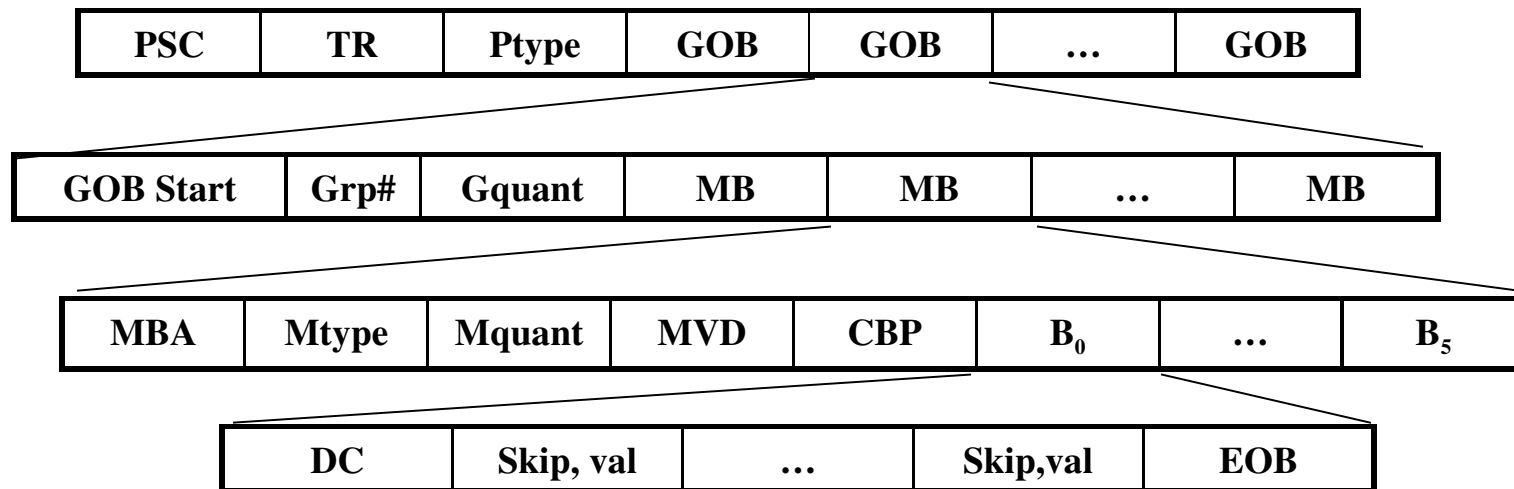 PSC TR Ptype GOB GOB … GOB
GOB Start Grp# Gquant MB MB … MB
MBA Mtype Mquant MVD CBP B₀ … B₅
DC Skip, val … Skip,val EOB